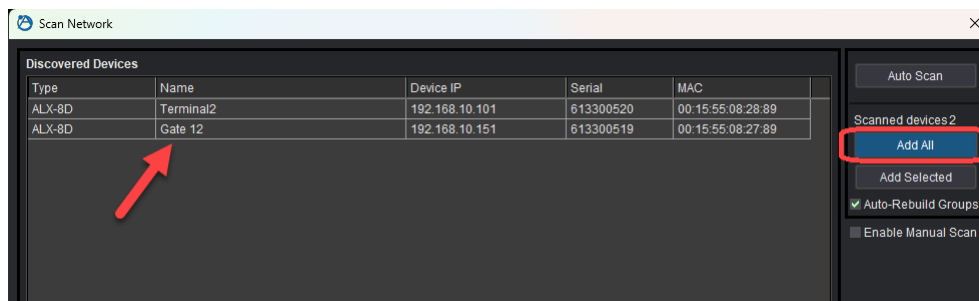 Scan Network
Discovered Devices
Type Name Device IP Serial MAC
ALX-8D Terminal2 192.168.10.101 613300520 00:15:55:08:28:89
ALX-8D Gate 12 192.168.10.151 613300519 00:15:55:08:27:89
Auto Scan
Scanned devices 2
Add All
Add Selected
Auto-Rebuild Groups
Enable Manual Scan